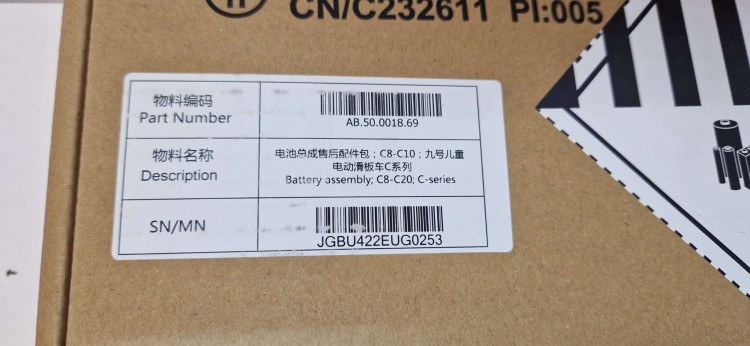 CN/C232611 PI:005
物料编码
Part Number
AB.50.0018.69
物料名称
Description
电池总成售后配件包；C8-C10；九号儿童
电动滑板车C系列
Battery assembly; C8-C20; C-series
SN/MN
JGBU422EUG0253